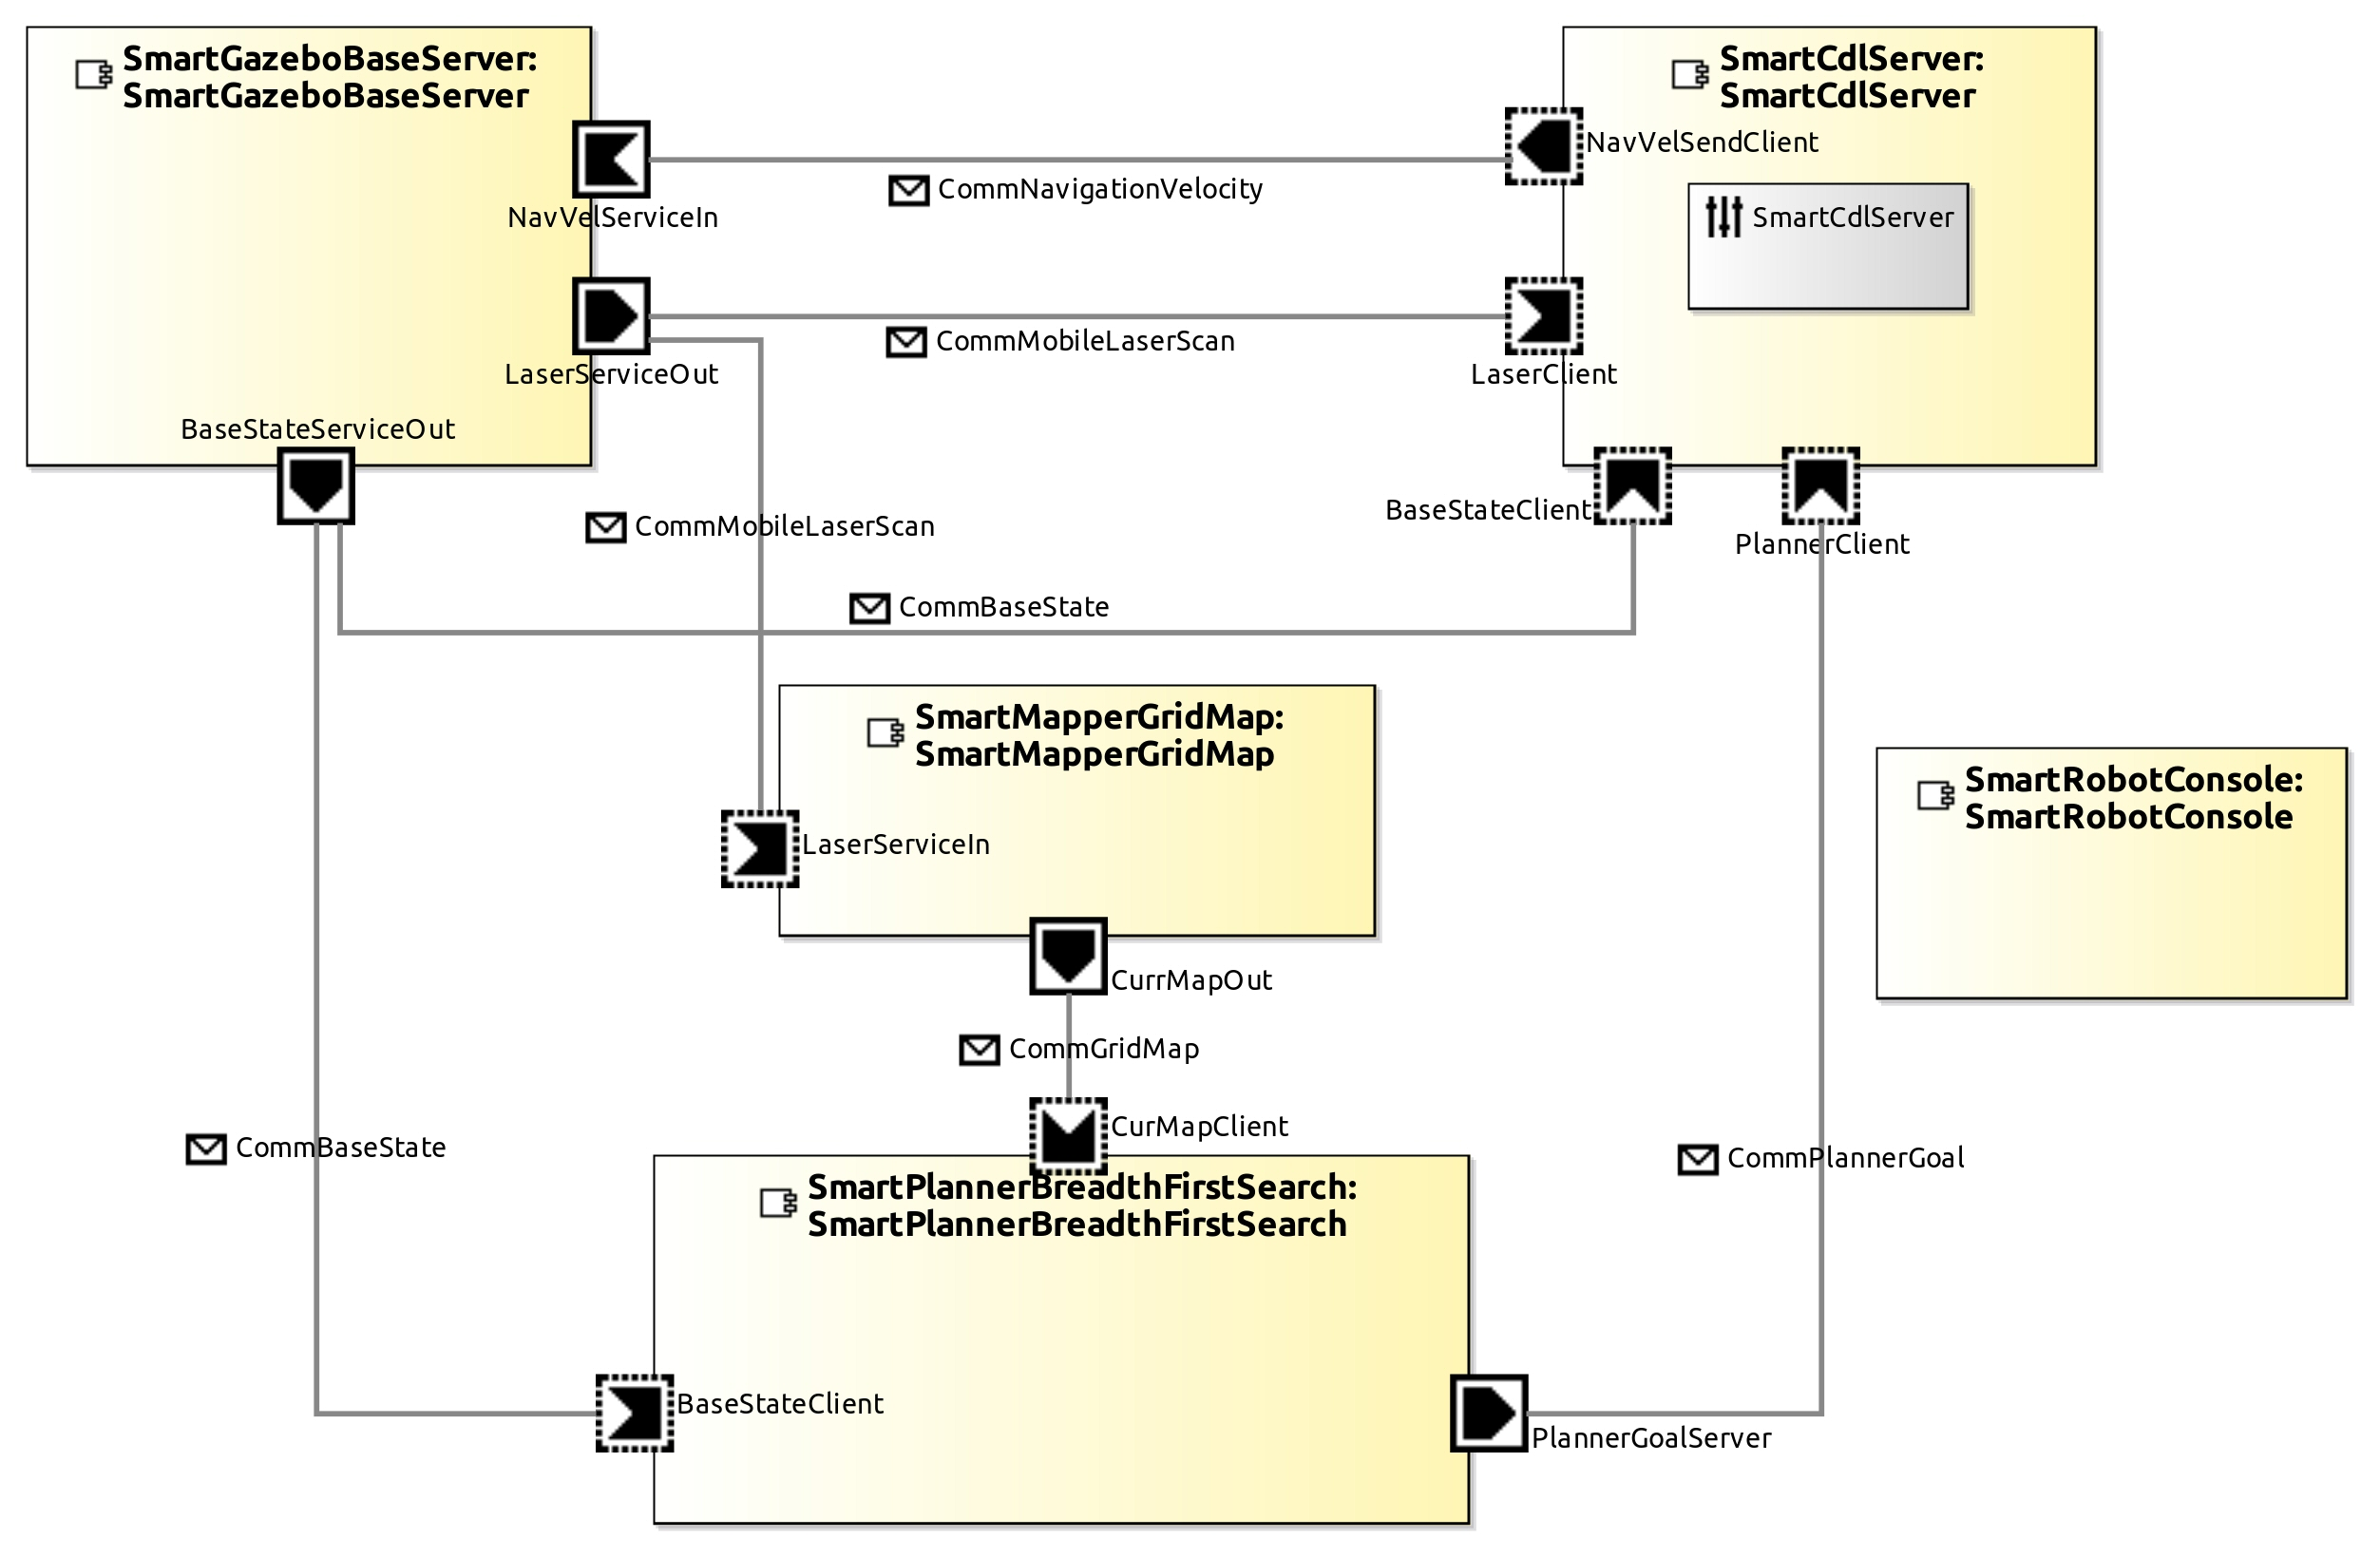 SmartGazeboBaseServer:
SmartGazeboBaseServer
SmartCdlServer:
SmartCdlServer
NavVelSendClient
CommNavigationVelocity
NavVelServiceIn
SmartCdlServer
CommMobileLaserScan
LaserServiceOut
LaserClient
BaseStateServiceOut
BaseStateClient
CommMobileLaserScan
PlannerClient
CommBaseState
SmartMapperGridMap:
SmartMapperGridMap
SmartRobotConsole:
SmartRobotConsole
LaserServiceIn
CurrMapOut
CommGridMap
CurMapClient
CommBaseState
CommPlannerGoal
SmartPlannerBreadthFirstSearch:
SmartPlannerBreadthFirstSearch
BaseStateClient
PlannerGoalServer